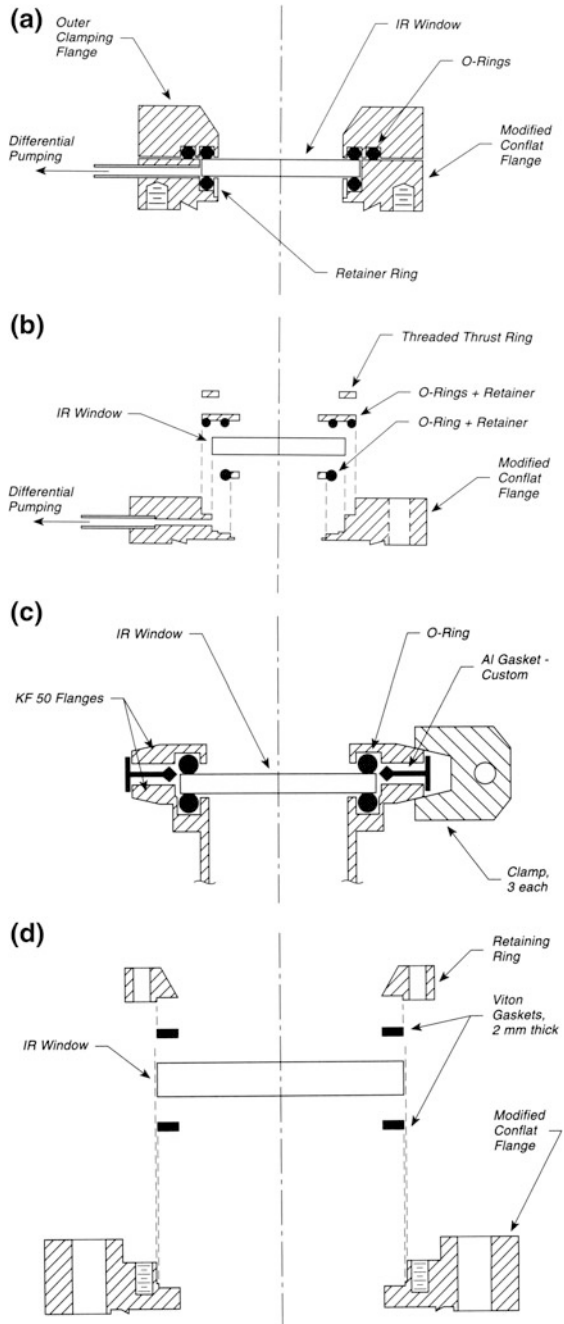 (a)
Outer
Clamping
Flange
IR Window
O-Rings
Differential
Pumping
Modified
Conflat
Flange
Retainer Ring
(b)
Threaded Thrust Ring
O-Rings + Retainer
IR Window
O-Ring + Retainer
Differential
Pumping
Modified
Conflat
Flange
(c)
IR Window
O-Ring
Al Gasket -
Custom
KF 50 Flanges
Clamp,
3 each
(d)
Retaining
Ring
Viton
Gaskets,
2 mm thick
IR Window
Modified
Conflat
Flange